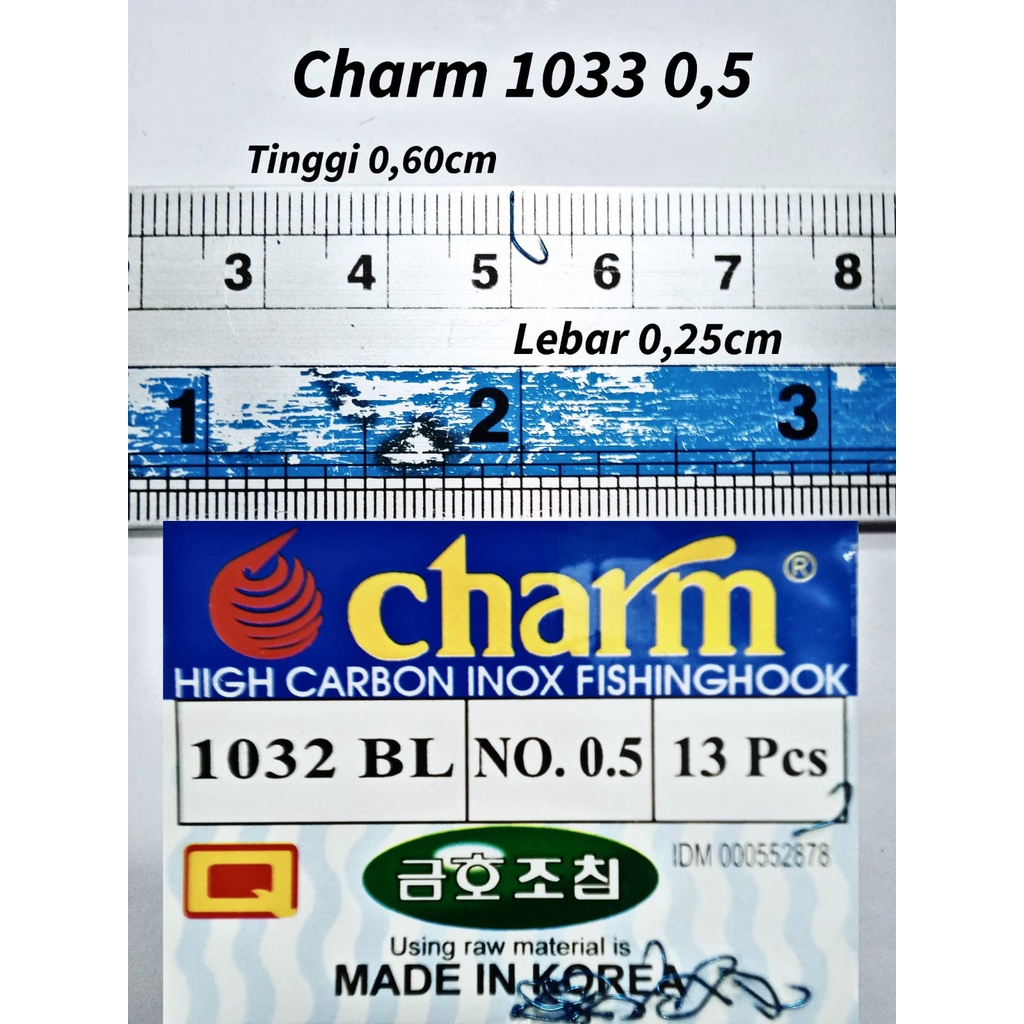 Charm 1033 0,5
Tinggi 0,60cm
3 4 5 6 7 8
Lebar 0,25cm
1 2 3
charm®
HIGH CARBON INOX FISHINGHOOK
1032 BL NO. 0.5 13 Pcs
Q 금호조침 IDM 000552878
Using raw material is
MADE IN KOREA